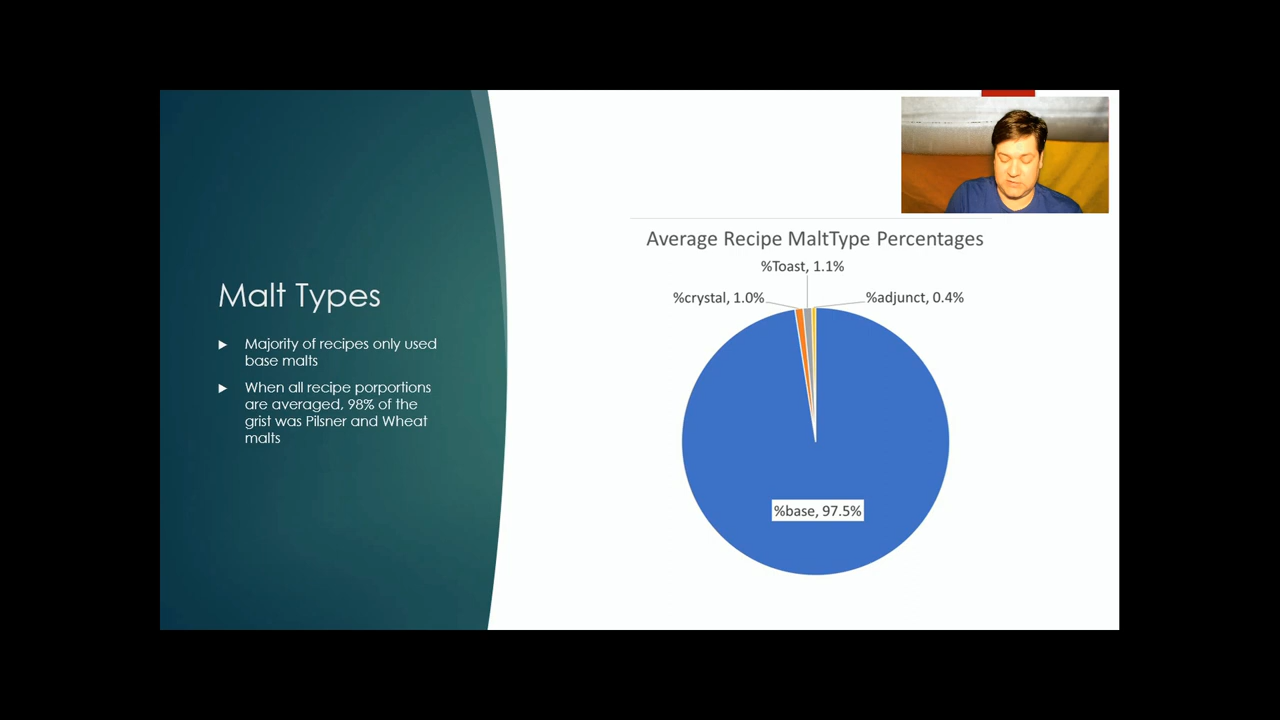 Malt Types
Majority of recipes only used
base malts
When all recipe porportions
are averaged, 98% of the
grist was Pilsner and Wheat
malts
Average Recipe MaltType Percentages
%Toast, 1.1%
%crystal, 1.0%
%adjunct, 0.4%
%base, 97.5%